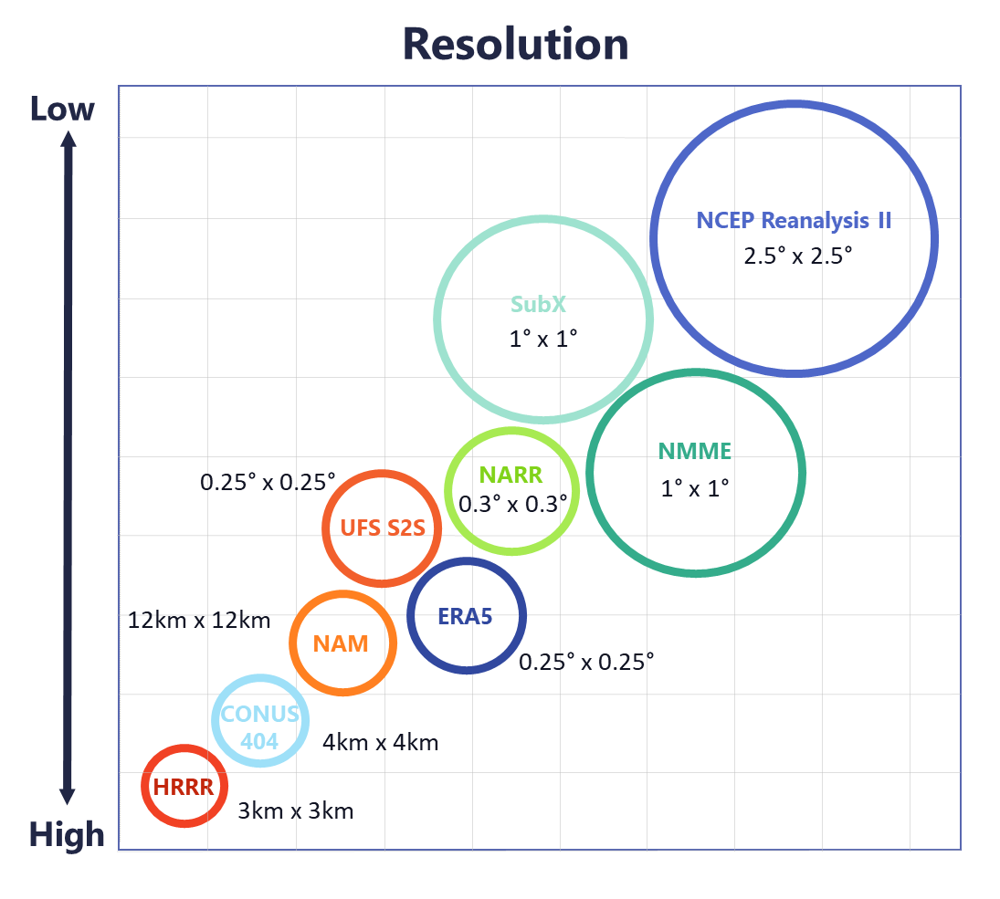 Resolution
Low
NCEP Reanalysis II
2.5° x 2.5°
SubX
1° x 1°
NMME
1° x 1°
NARR
0.3° x 0.3°
0.25° x 0.25°
UFS S2S
ERA5
0.25° x 0.25°
12km x 12km
NAM
CONUS
404
4km x 4km
HRRR
3km x 3km
High